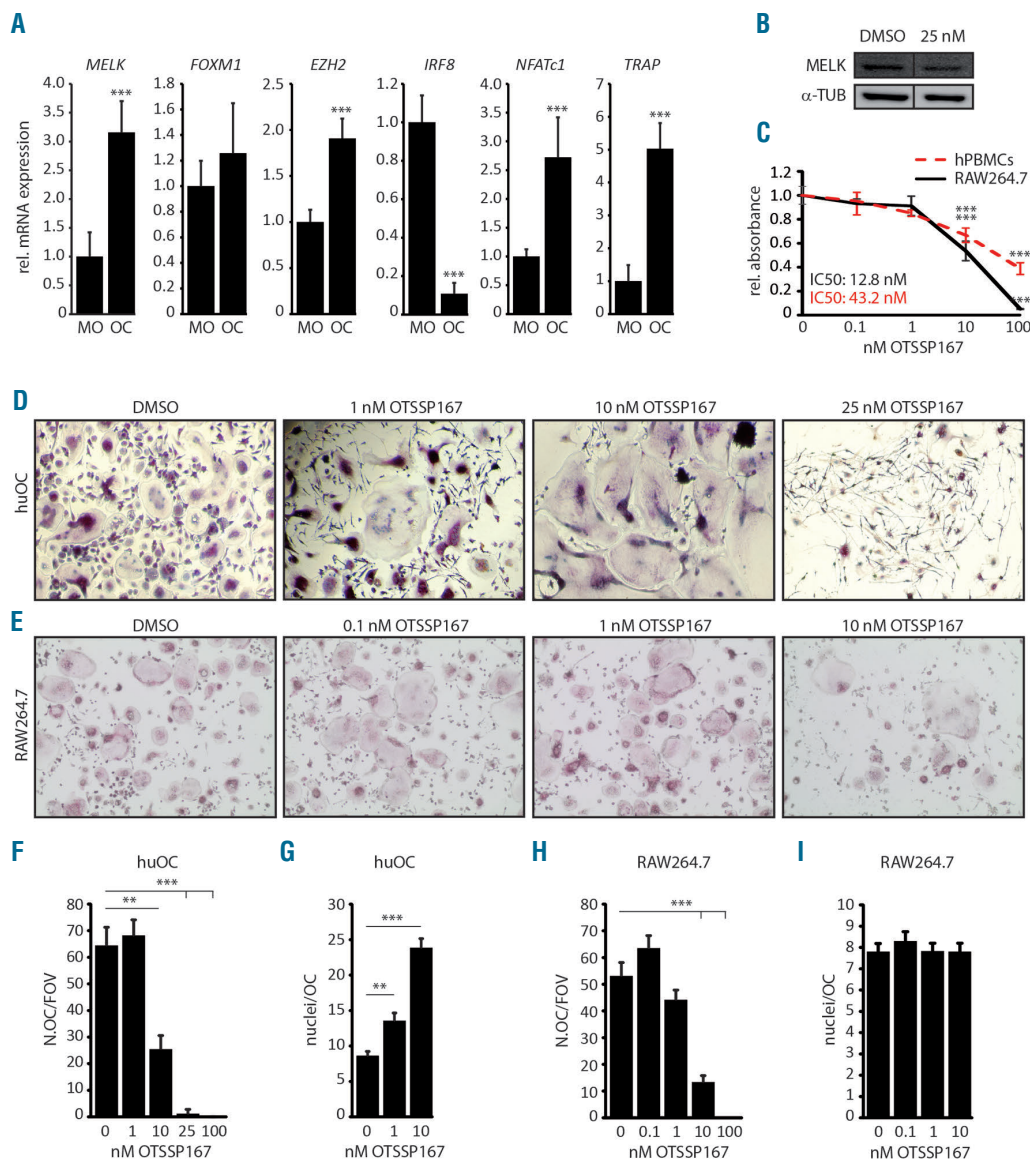 A
MELK FOXM1 EZH2 IRF8 NFATc1 TRAP
rel. mRNA expression
4.0 3.5 3.0 2.5 2.0 1.5 1.0 0.5 0.0
***
MO OC
1.8 1.6 1.4 1.2 1.0 0.8 0.6 0.4 0.2 0.0
MO OC
2.5 2.0 1.5 1.0 0.5 0.0
***
MO OC
1.2 1.0 0.8 0.6 0.4 0.2 0.0
***
MO OC
4.0 3.5 3.0 2.5 2.0 1.5 1.0 0.5 0.0
***
MO OC
7 6 5 4 3 2 1 0
***
MO OC
B
DMSO 25 nM
MELK
α-TUB
C
hPBMCs
RAW264.7
rel. absorbance
1.2 1.0 0.8 0.6 0.4 0.2 0
***
***
***
***
IC50: 12.8 nM
IC50: 43.2 nM
0 0.1 1 10 100
nM OTSSP167
D
DMSO 1 nM OTSSP167 10 nM OTSSP167 25 nM OTSSP167
huOC
E
DMSO 0.1 nM OTSSP167 1 nM OTSSP167 10 nM OTSSP167
RAW264.7
F
huOC
N.OC/FOV
80 70 60 50 40 30 20 10 0
***
**
0 1 10 25 100
nM OTSSP167
G
huOC
nuclei/OC
30 25 20 15 10 5 0
***
**
0 1 10
nM OTSSP167
H
RAW264.7
N.OC/FOV
80 70 60 50 40 30 20 10 0
***
0 0.1 1 10 100
nM OTSSP167
I
RAW264.7
nuclei/OC
10 9 8 7 6 5 4 3 2 1 0
0 0.1 1 10
nM OTSSP167